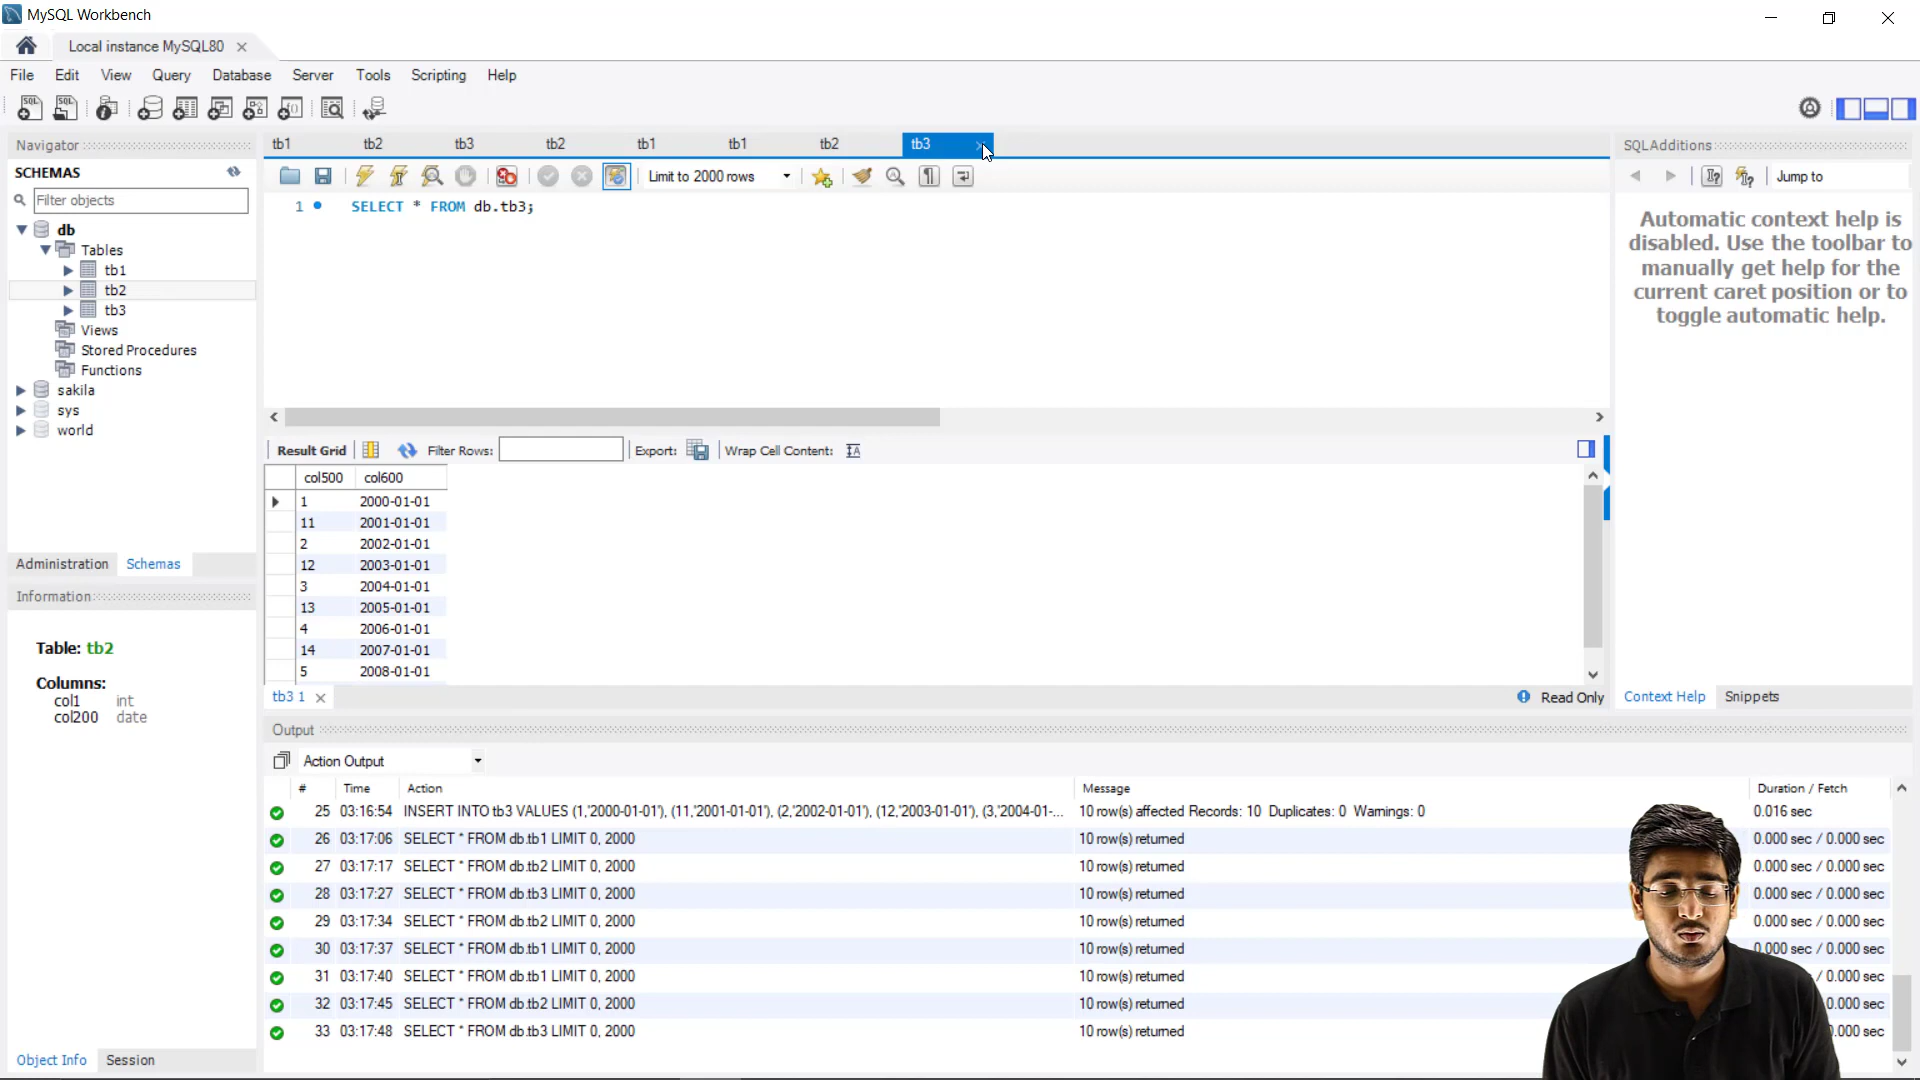 MySQL Workbench
Local instance MySQL80
File Edit View Query Database Server Tools Scripting Help
Navigator
SCHEMAS
Filter objects
db
Tables
tb1
tb2
tb3
Views
Stored Procedures
Functions
sakila
sys
world
Administration Schemas
Information
Table: tb2
Columns:
col1 int
col200 date
Object Info Session
tb1 tb2 tb3 tb2 tb1 tb1 tb2 tb3
Limit to 2000 rows
1 SELECT * FROM db.tb3;
Result Grid Filter Rows: Export: Wrap Cell Content:
col500 col600
1 2000-01-01
11 2001-01-01
2 2002-01-01
12 2003-01-01
3 2004-01-01
13 2005-01-01
4 2006-01-01
14 2007-01-01
5 2008-01-01
tb3 1 Read Only
SQLAdditions
Jump to
Automatic context help is
disabled. Use the toolbar to
manually get help for the
current caret position or to
toggle automatic help.
Context Help Snippets
Output
Action Output
# Time Action Message Duration / Fetch
25 03:16:54 INSERT INTO tb3 VALUES (1,'2000-01-01'), (11,'2001-01-01'), (2,'2002-01-01'), (12,'2003-01-01'), (3,'2004-01-... 10 row(s) affected Records: 10 Duplicates: 0 Warnings: 0 0.016 sec
26 03:17:06 SELECT * FROM db.tb1 LIMIT 0, 2000 10 row(s) returned 0.000 sec / 0.000 sec
27 03:17:17 SELECT * FROM db.tb2 LIMIT 0, 2000 10 row(s) returned 0.000 sec / 0.000 sec
28 03:17:27 SELECT * FROM db.tb3 LIMIT 0, 2000 10 row(s) returned 0.000 sec / 0.000 sec
29 03:17:34 SELECT * FROM db.tb2 LIMIT 0, 2000 10 row(s) returned 0.000 sec / 0.000 sec
30 03:17:37 SELECT * FROM db.tb1 LIMIT 0, 2000 10 row(s) returned 0.000 sec / 0.000 sec
31 03:17:40 SELECT * FROM db.tb1 LIMIT 0, 2000 10 row(s) returned / 0.000 sec
32 03:17:45 SELECT * FROM db.tb2 LIMIT 0, 2000 10 row(s) returned 0.000 sec
33 03:17:48 SELECT * FROM db.tb3 LIMIT 0, 2000 10 row(s) returned .000 sec